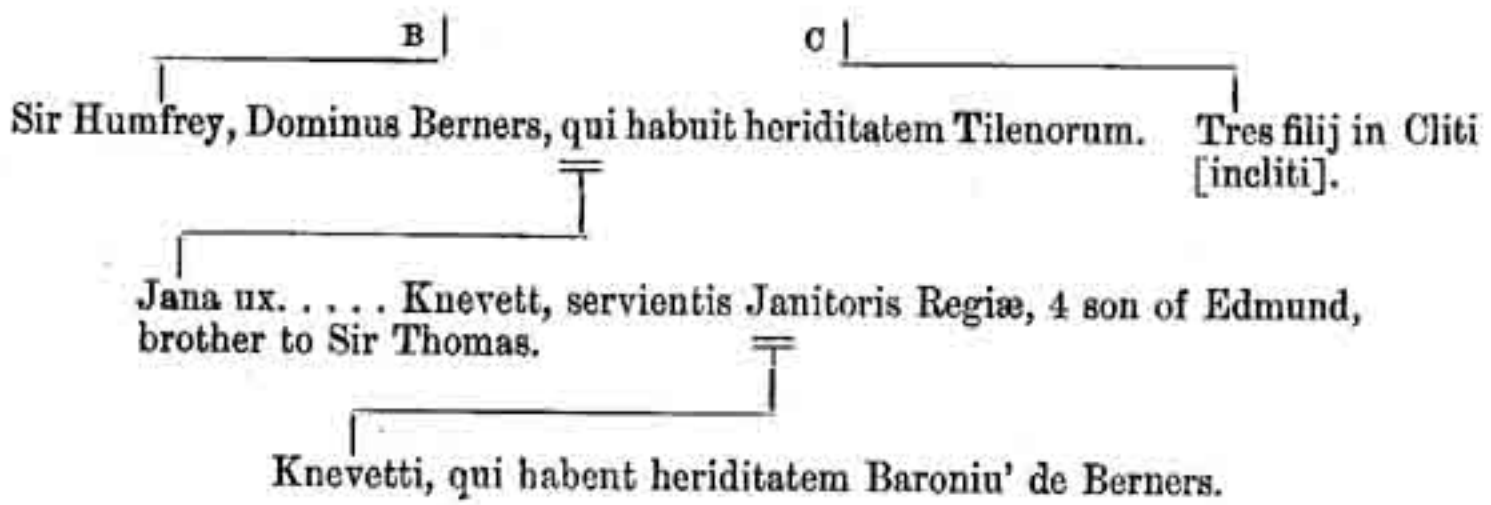 B C
Sir Humfrey, Dominus Berners, qui habuit heriditatem Tilenorum. Tres filij in Cliti
[incliti].
Jana ux. . . . . Knevett, servientis Janitoris Regiæ, 4 son of Edmund,
brother to Sir Thomas.
Knevetti, qui habent heriditatem Baroniu' de Berners.